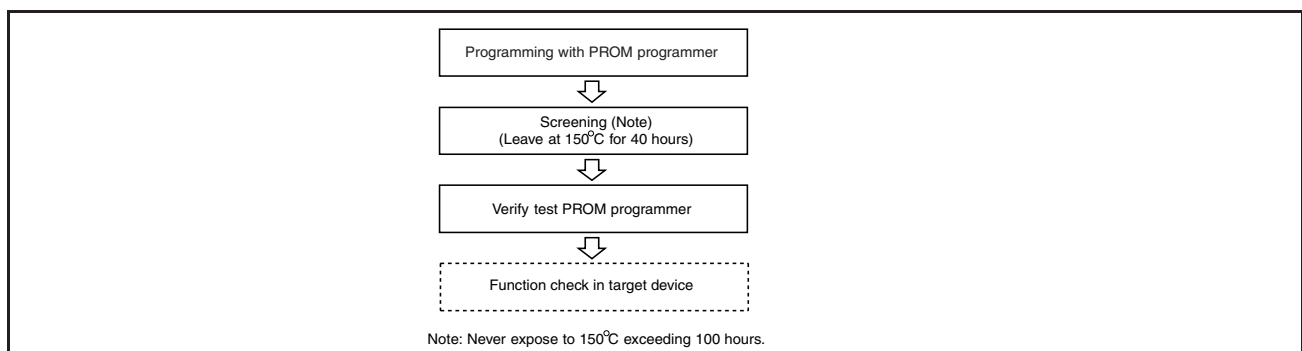 Programming with PROM programmer
Screening (Note)
(Leave at 150°C for 40 hours)
Verify test PROM programmer
Function check in target device
Note: Never expose to 150°C exceeding 100 hours.